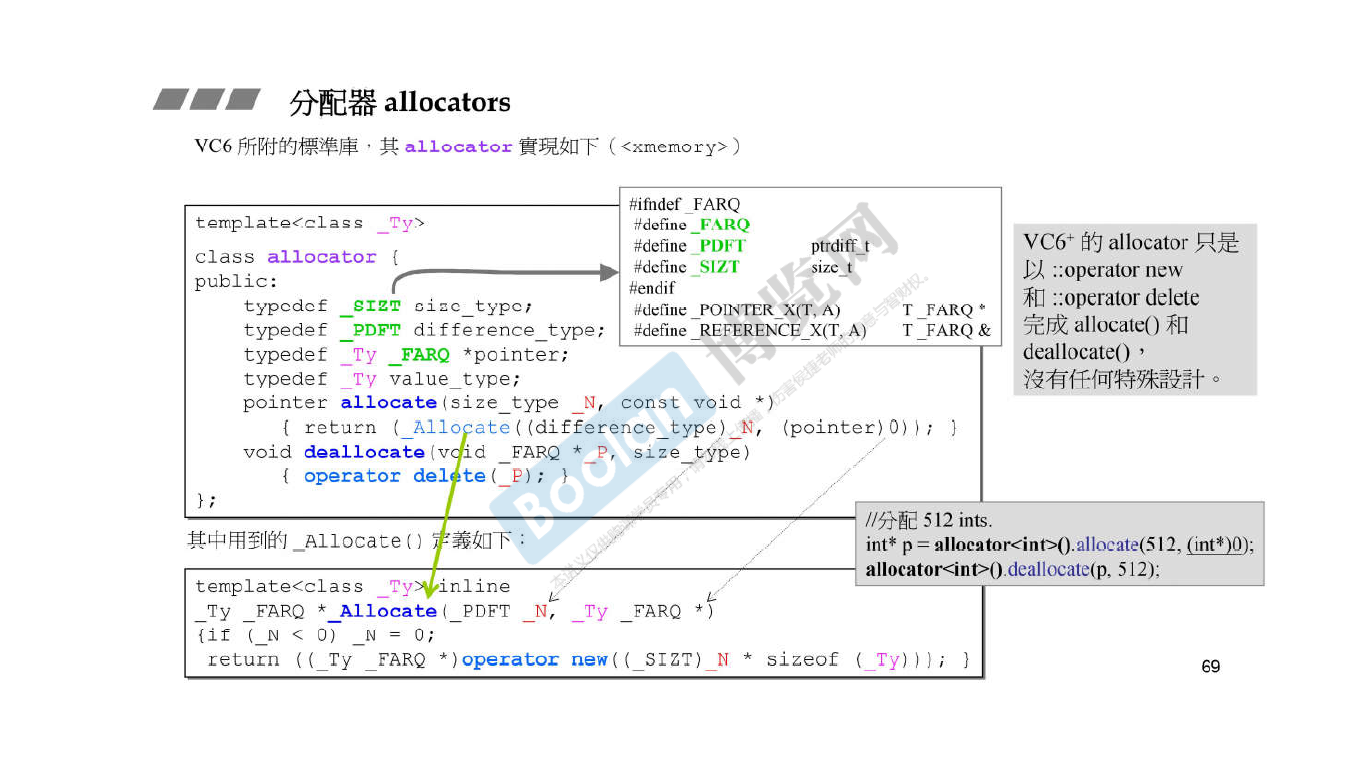 分配器 allocators
VC6 所附的標準庫，其 allocator 實現如下（<xmemory>）
template<class _Ty>
class allocator {
public:
typedef _SIZT size_type;
typedef _PDFT difference_type;
typedef _Ty _FARQ *pointer;
typedef _Ty value_type;
pointer allocate(size_type _N, const void *)
{ return (_Allocate((difference_type)_N, (pointer)0)); }
void deallocate(void _FARQ *_P, size_type)
{ operator delete(_P); }
};
#ifndef _FARQ
#define _FARQ
#define _PDFT ptrdiff_t
#define _SIZT size_t
#endif
#define _POINTER_X(T, A) T _FARQ *
#define _REFERENCE_X(T, A) T _FARQ &
VC6+ 的 allocator 只是
以 ::operator new
和 ::operator delete
完成 allocate() 和
deallocate()，
沒有任何特殊設計。
其中用到的 _Allocate() 定義如下：
//分配 512 ints.
int* p = allocator<int>().allocate(512, (int*)0);
allocator<int>().deallocate(p, 512);
template<class _Ty> inline
_Ty _FARQ *_Allocate(_PDFT _N, _Ty _FARQ *)
{if (_N < 0) _N = 0;
return ((_Ty _FARQ *)operator new((_SIZT)_N * sizeof (_Ty))); }
69
Boolan
博览网